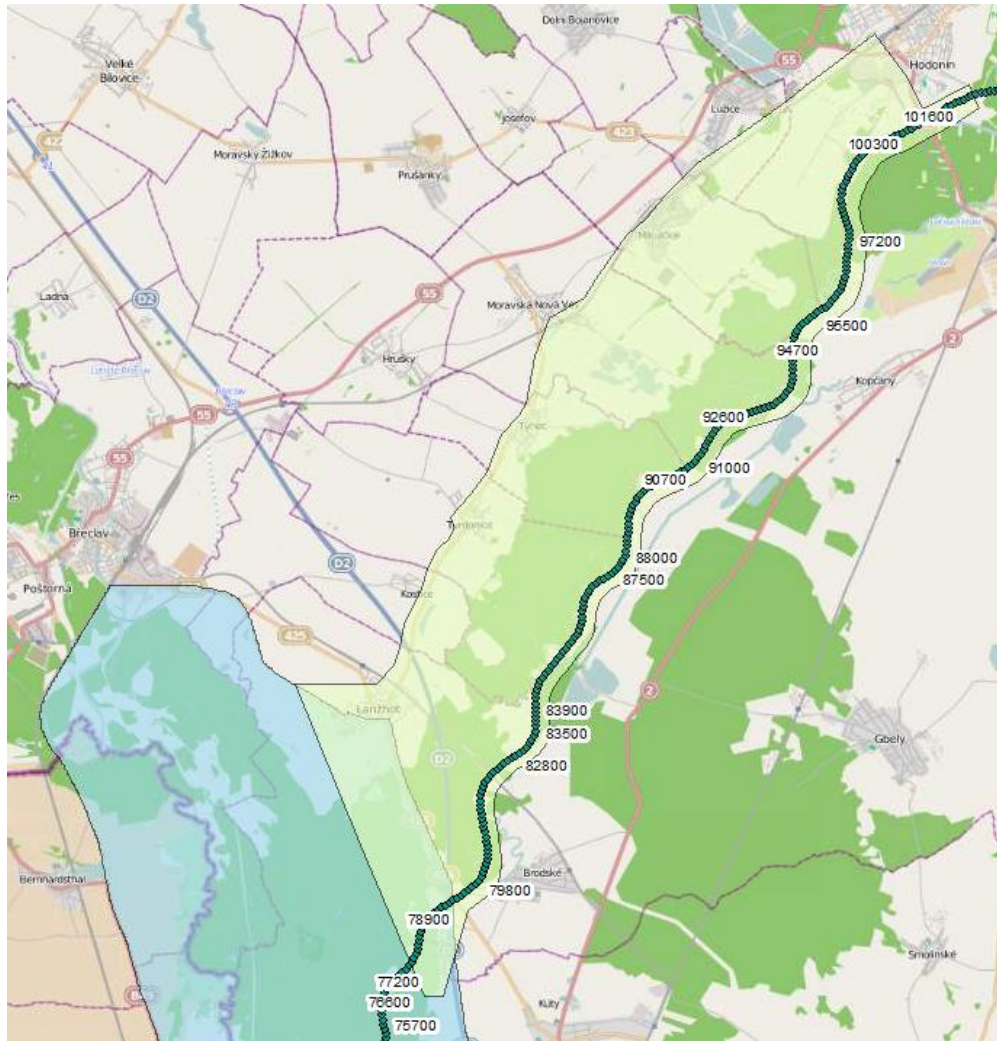 Dolní Bojanovice
Velké
Bílovice
55
Hodonín
Lužice
Josefov
101600
422
423
Moravský Žižkov
100300
Prušánky
97200
Mikulčice
Ladná
D2
55
Moravská Nová Ves
95500
2
94700
Hrušky
Kopčany
55
92600
Týnec
55
91000
90700
Tvrdonice
Břeclav
88000
D2
87500
Poštorná
Kostice
425
2
Lanžhot
83900
83500
Gbely
82800
D2
Brodské
Bernhardsthal
79800
78900
Smolinské
77200
76600
Kúty
75700